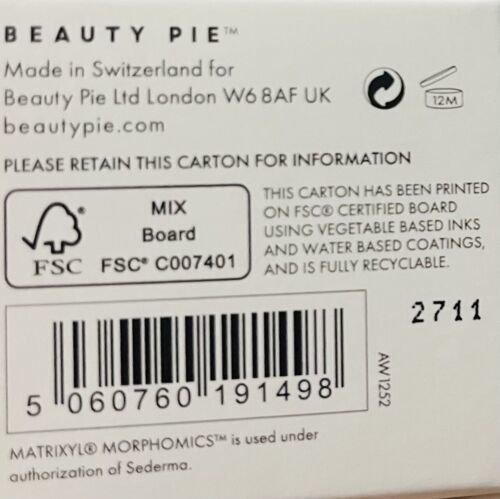 BEAUTY PIE™
Made in Switzerland for
Beauty Pie Ltd London W6 8AF UK
beautypie.com
12M
PLEASE RETAIN THIS CARTON FOR INFORMATION
FSC®
MIX
Board
FSC® C007401
THIS CARTON HAS BEEN PRINTED
ON FSC® CERTIFIED BOARD
USING VEGETABLE BASED INKS
AND WATER BASED COATINGS,
AND IS FULLY RECYCLABLE.
2711
5 060760 191498
AW1252
MATRIXYL® MORPHOMICS™ is used under
authorization of Sederma.